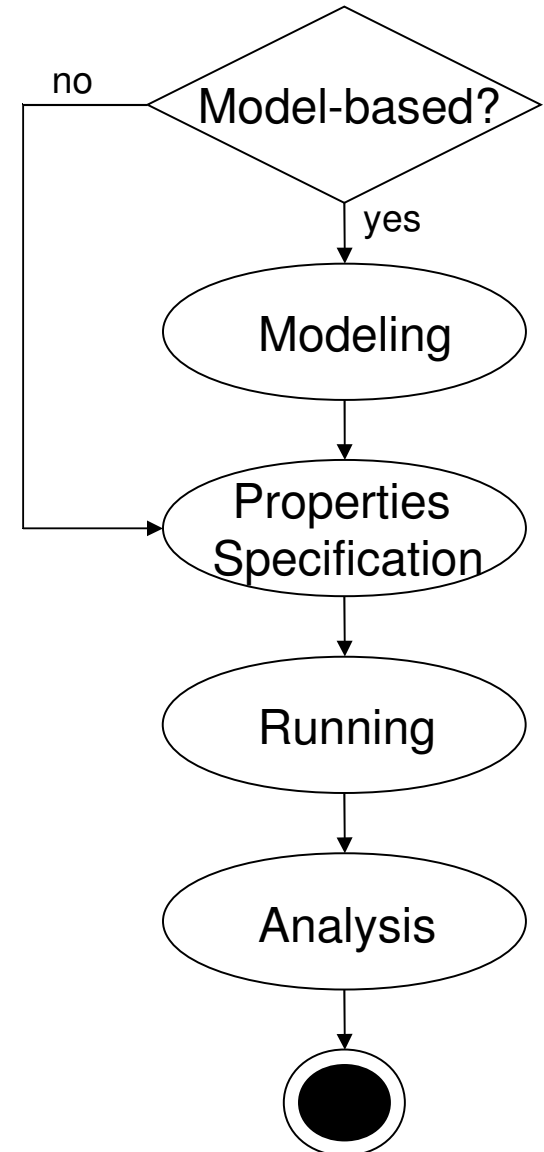 no
Model-based?
yes
Modeling
Properties
Specification
Running
Analysis